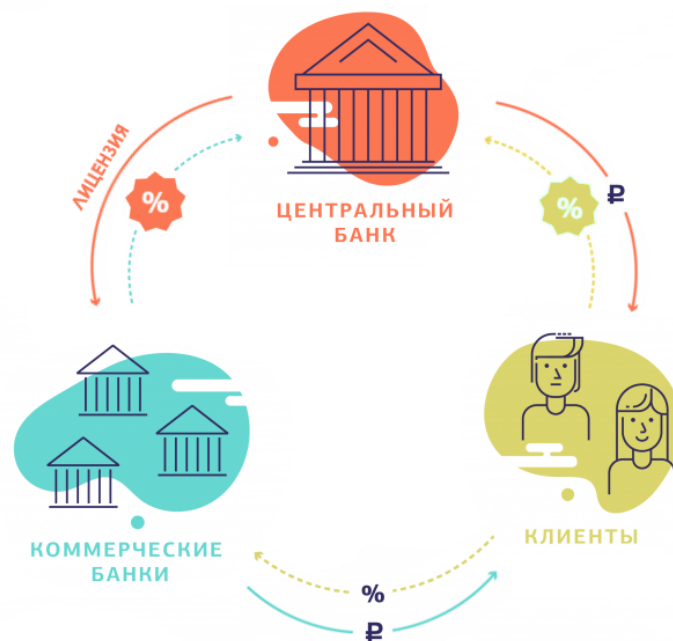 ЛИЦЕНЗИЯ
%
%
₽
ЦЕНТРАЛЬНЫЙ
БАНК
КОММЕРЧЕСКИЕ
БАНКИ
КЛИЕНТЫ
%
₽